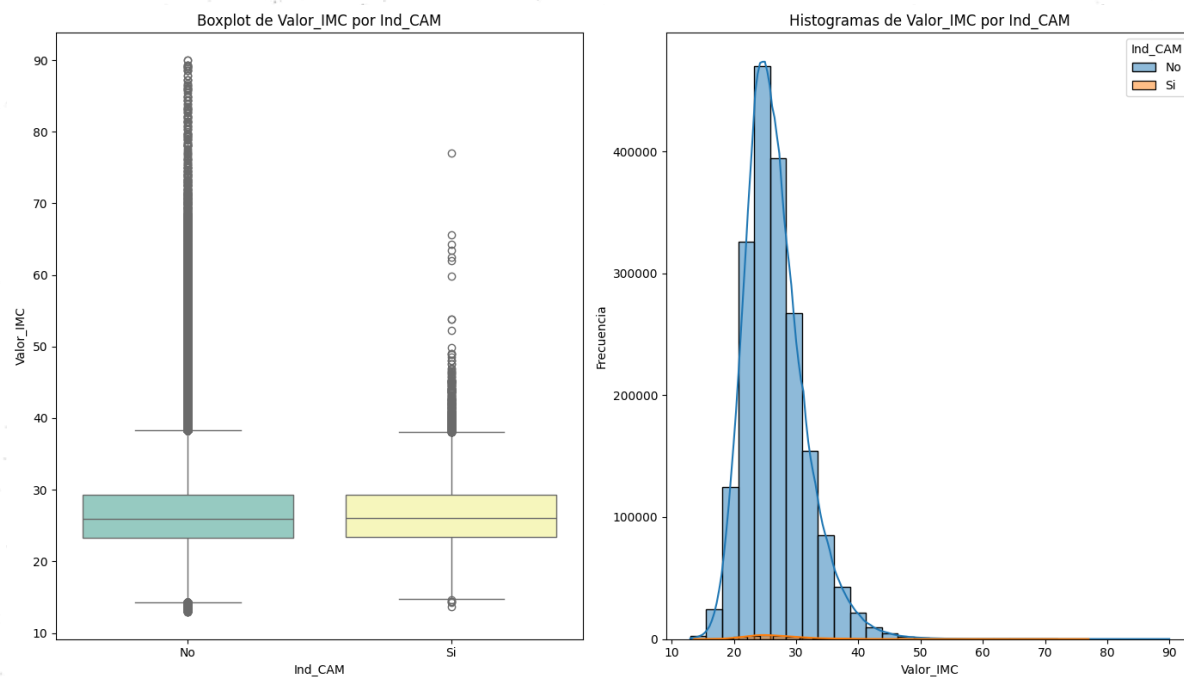 Boxplot de Valor_IMC por Ind_CAM
90
80
70
60
50
40
30
20
10
Valor_IMC
No
Si
Ind_CAM
Histogramas de Valor_IMC por Ind_CAM
Ind_CAM
No
Si
400000
300000
200000
100000
0
Frecuencia
10
20
30
40
50
60
70
80
90
Valor_IMC